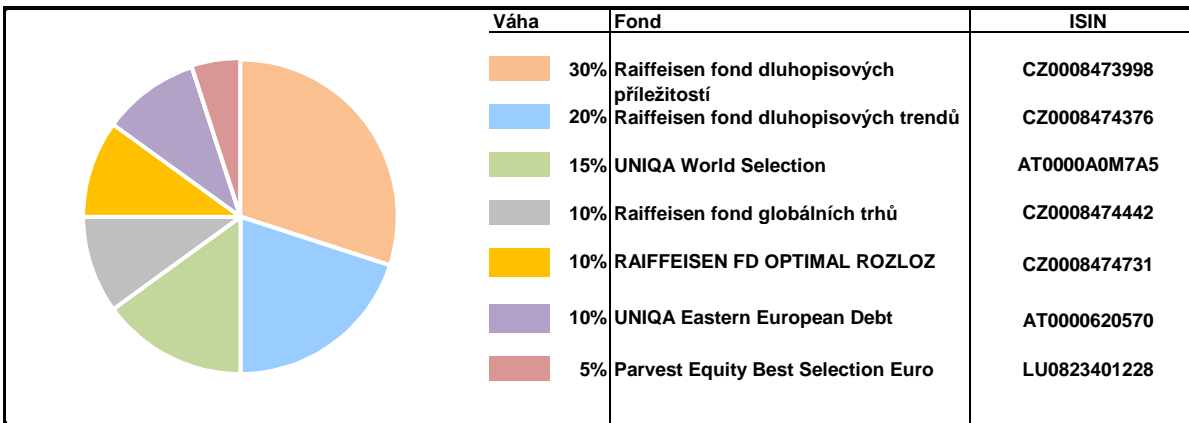 Váha Fond ISIN
30% Raiffeisen fond dluhopisových CZ0008473998
příležitostí
20% Raiffeisen fond dluhopisových trendů CZ0008474376
15% UNIQA World Selection AT0000A0M7A5
10% Raiffeisen fond globálních trhů CZ0008474442
10% RAIFFEISEN FD OPTIMAL ROZLOZ CZ0008474731
10% UNIQA Eastern European Debt AT0000620570
5% Parvest Equity Best Selection Euro LU0823401228